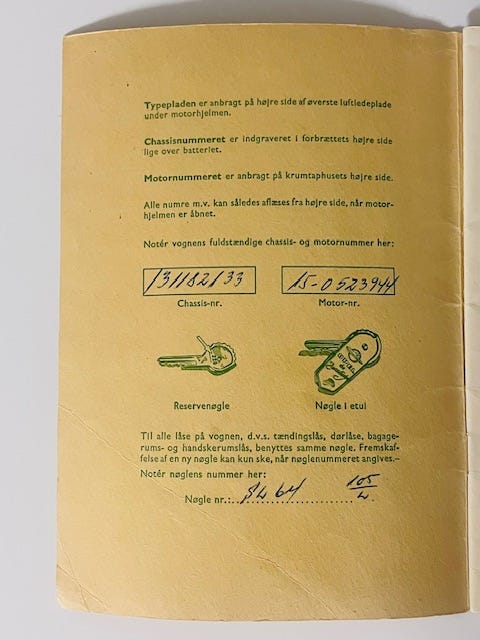 Typepladen er anbragt på højre side af øverste luftledeplade
under motorhjelmen.
Chassisnummeret er indgraveret i forbrættets højre side
lige over batteriet.
Motornummeret er anbragt på krumtaphusets højre side.
Alle numre m.v. kan således aflæses fra højre side, når motor-
hjelmen er åbnet.
Notér vognens fuldstændige chassis- og motornummer her:
131182133 15-0523944
Chassis-nr. Motor-nr.
Reservenøgle Nøgle i etui
Til alle låse på vognen, d.v.s. tændingslås, dørlåse, bagage-
rums- og handskerumslås, benyttes samme nøgle. Fremskaf-
felse af en ny nøgle kan kun ske, når nøglenummeret angives.—
Notér nøglens nummer her:
Nøgle nr.: 64 105